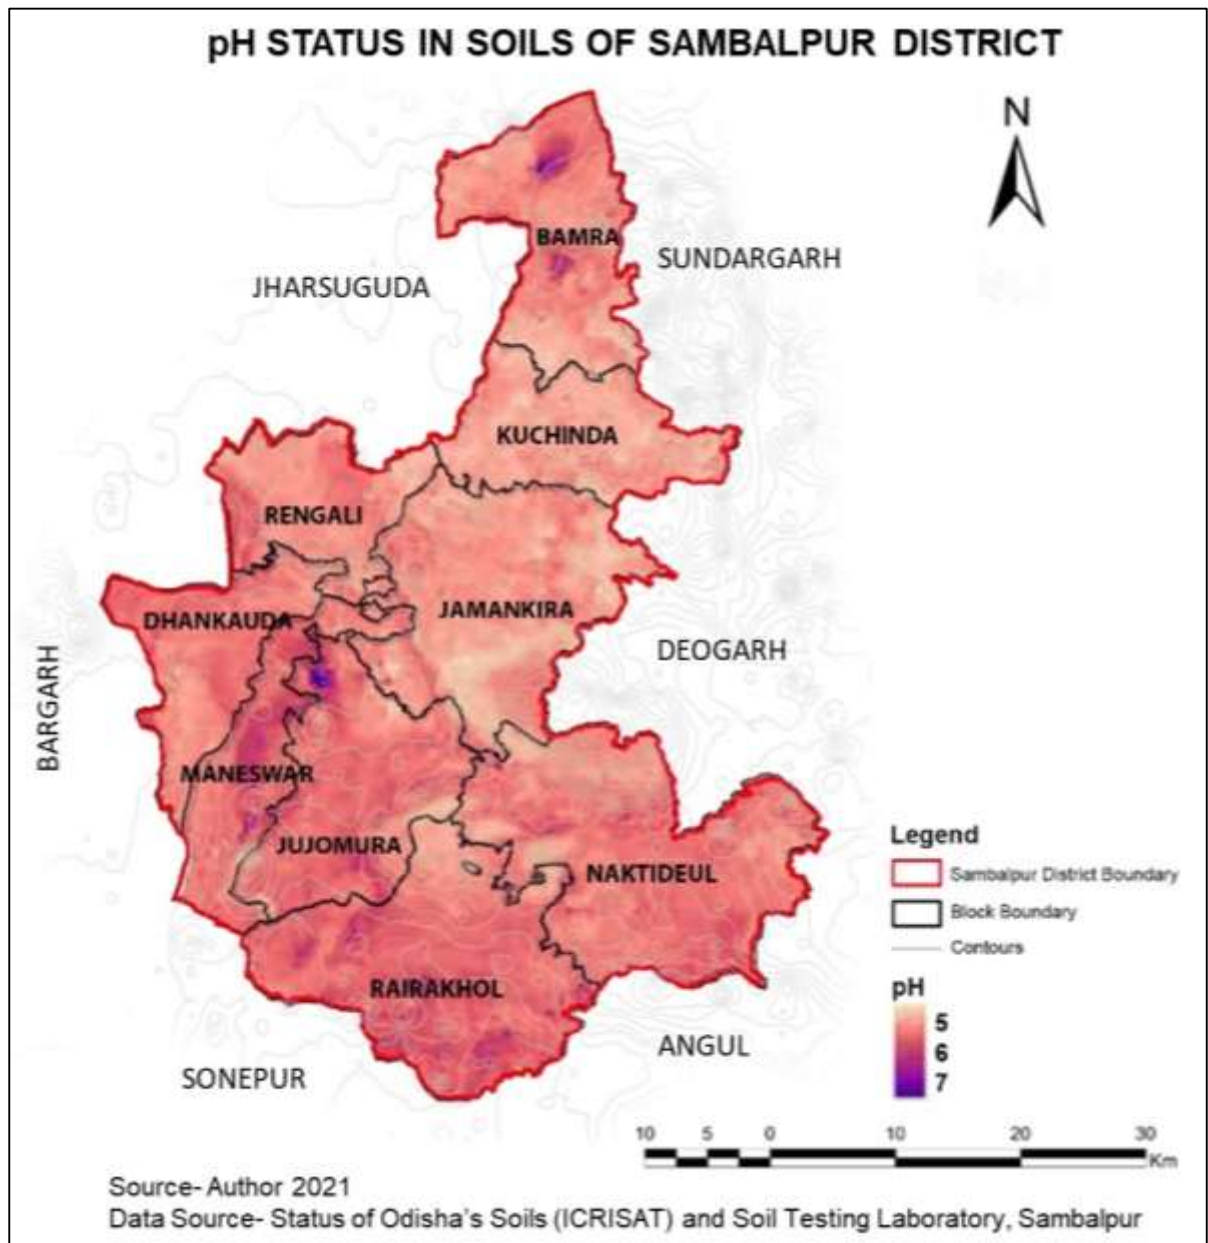 pH STATUS IN SOILS OF SAMBALPUR DISTRICT
N
BAMRA
SUNDARGARH
JHARSUGUDA
KUCHINDA
RENGALI
JAMANKIRA
DHANKAUDA
DEOGARH
BARGARH
MANESWAR
JUJOMURA
NAKTIDEUL
RAIRAKHOL
ANGUL
SONEPUR
Legend
Sambalpur District Boundary
Block Boundary
Contours
pH
5
6
7
10 5 0 10 20 30
Km
Source- Author 2021
Data Source- Status of Odisha's Soils (ICRISAT) and Soil Testing Laboratory, Sambalpur